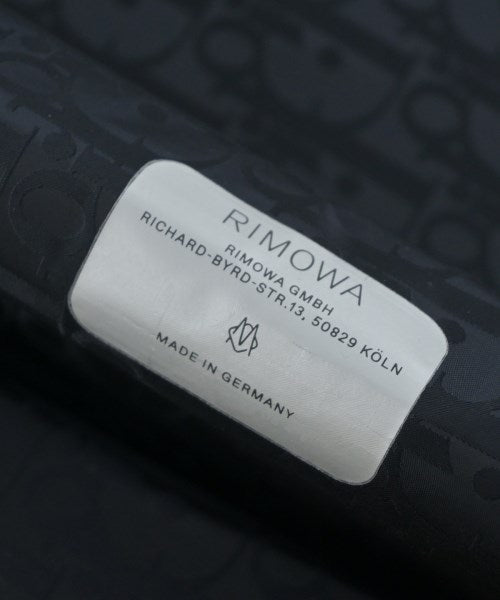 RIMOWA
RIMOWA GMBH
RICHARD-BYRD-STR.13, 50829 KÖLN
MADE IN GERMANY